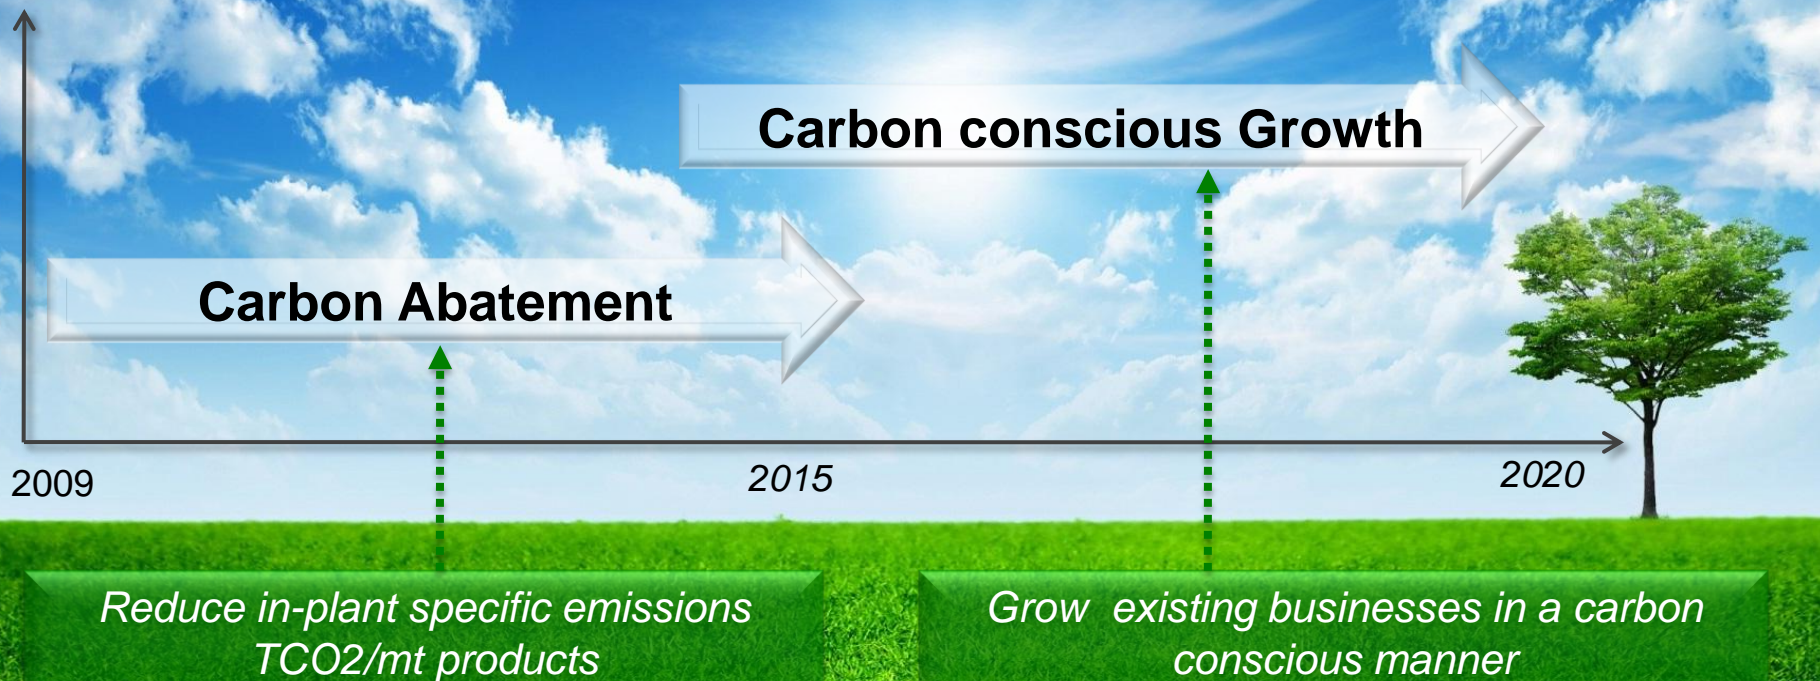 Carbon conscious Growth
Carbon Abatement
2009
2015
2020
Reduce in-plant specific emissions
TCO2/mt products
Grow existing businesses in a carbon
conscious manner